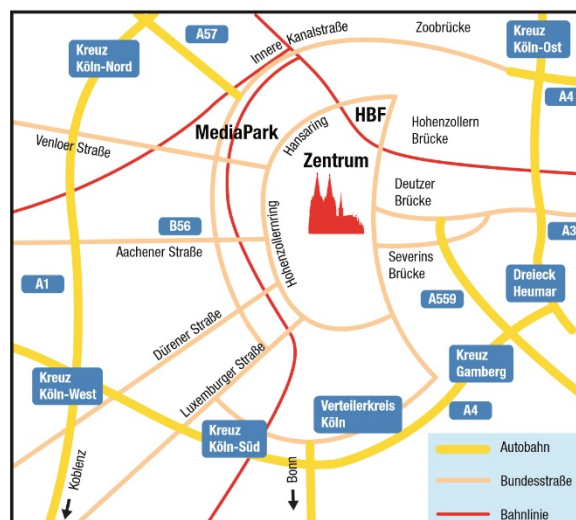 A57
Kreuz
Köln-Nord
Innere Kanalstraße
Zoobrücke
Kreuz
Köln-Ost
A4
MediaPark
Hansaring
HBF
Hohenzollern
Brücke
Venloer Straße
Zentrum
Deutzer
Brücke
B56
Aachener Straße
Hohenzollernring
Severins
Brücke
A3
A1
A559
Dreieck
Heumar
Dürener Straße
Kreuz
Gamberg
Kreuz
Köln-West
Luxemburger Straße
Verteilerkreis
Köln
A4
Kreuz
Köln-Süd
Koblenz
Bonn
Autobahn
Bundesstraße
Bahnlinie